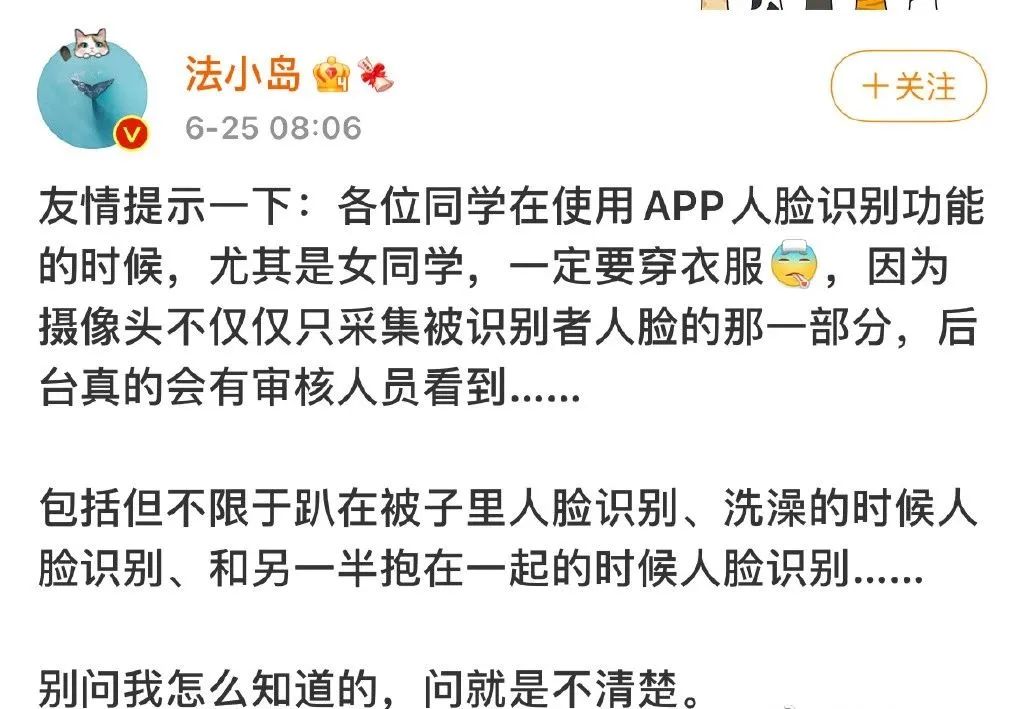 法小岛
6-25 08:06
+关注
友情提示一下：各位同学在使用APP人脸识别功能
的时候，尤其是女同学，一定要穿衣服，因为
摄像头不仅仅只采集被识别者人脸的那一部分，后
台真的会有审核人员看到......
包括但不限于趴在被子里人脸识别、洗澡的时候人
脸识别、和另一半抱在一起的时候人脸识别......
别问我怎么知道的，问就是不清楚。